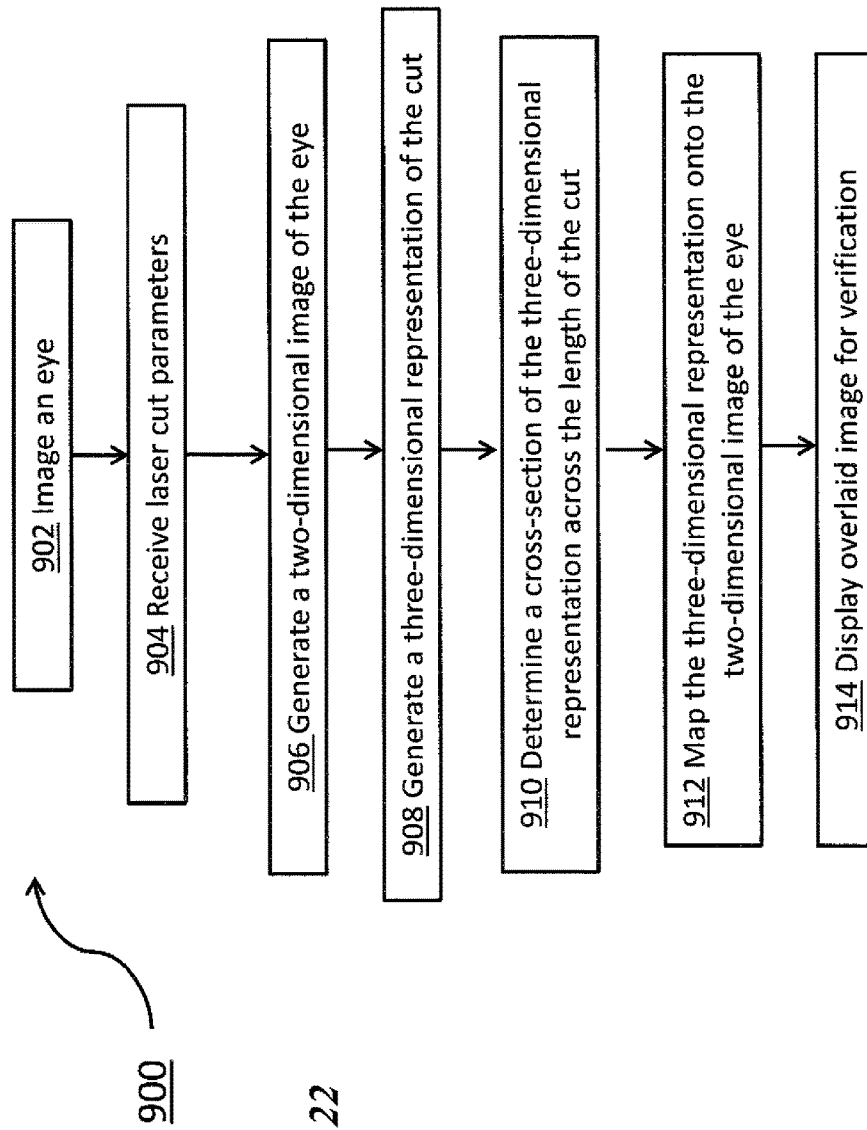 902 Image an eye
904 Receive laser cut parameters
906 Generate a two-dimensional image of the eye
908 Generate a three-dimensional representation of the cut
910 Determine a cross-section of the three-dimensional
representation across the length of the cut
912 Map the three-dimensional representation onto the
two-dimensional image of the eye
914 Display overlaid image for verification
900
22